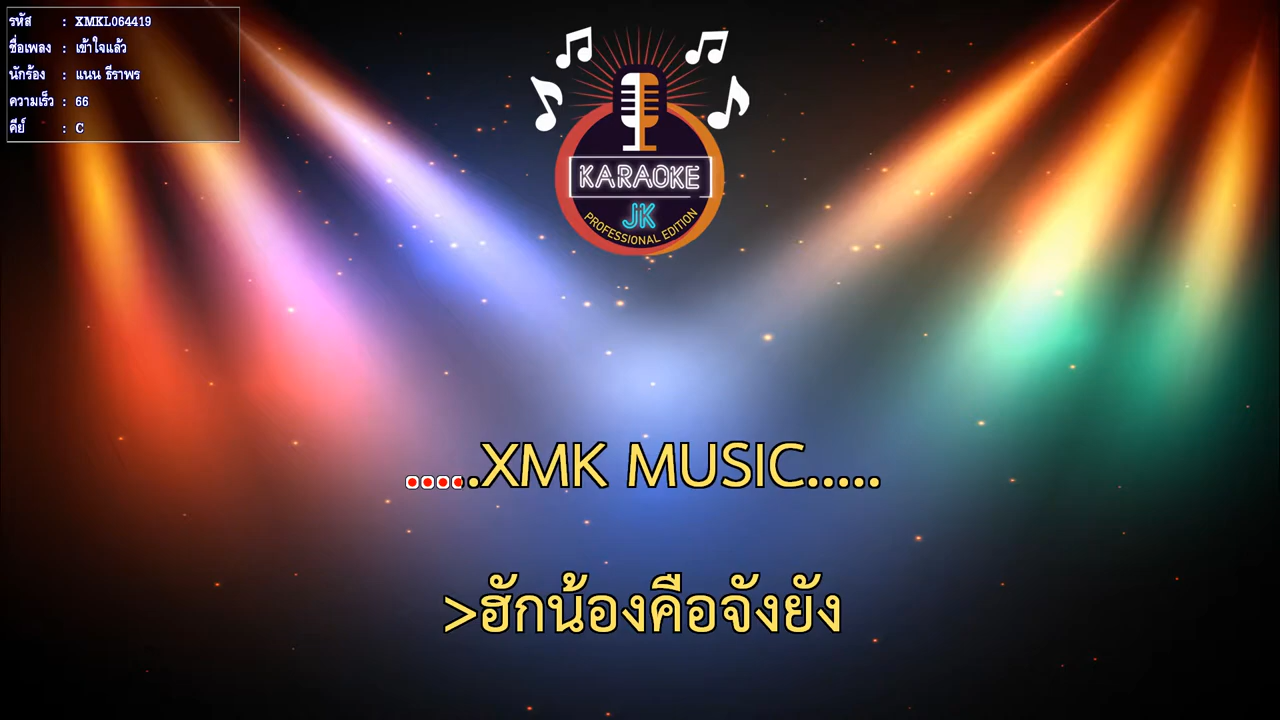 รหัส : XMKL064419
ชื่อเพลง : เข้าใจแล้ว
นักร้อง : แนน ธีราพร
ความเร็ว : 66
คีย์ : C
KARAOKE
JK
PROFESSIONAL EDITION
.....XMK MUSIC.....
>ฮักน้องคือจังยัง